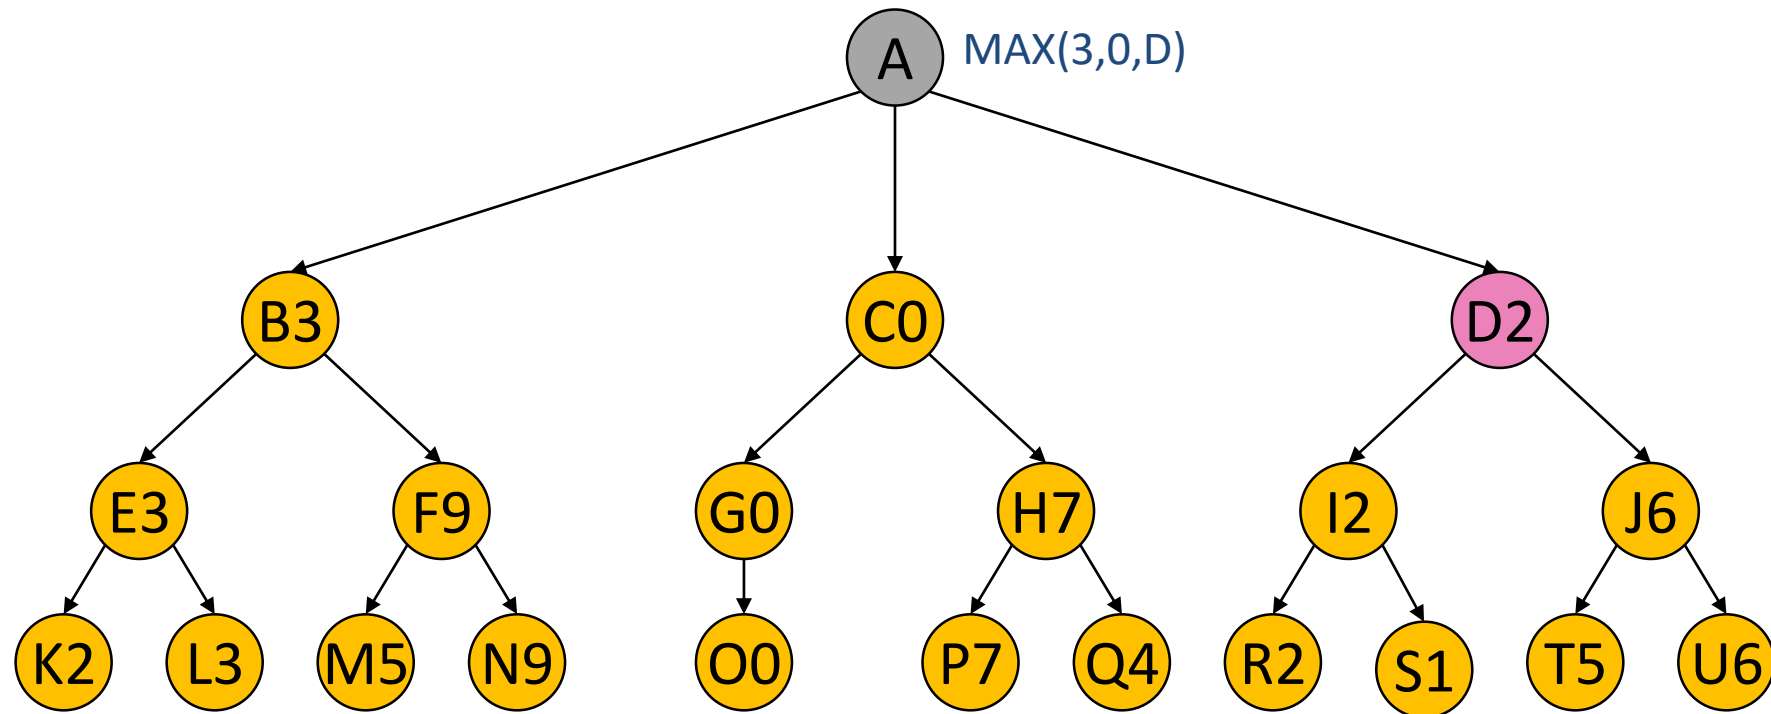 A MAX(3,0,D)
B3 C0 D2
E3 F9 G0 H7 I2 J6
K2 L3 M5 N9 O0 P7 Q4 R2 S1 T5 U6